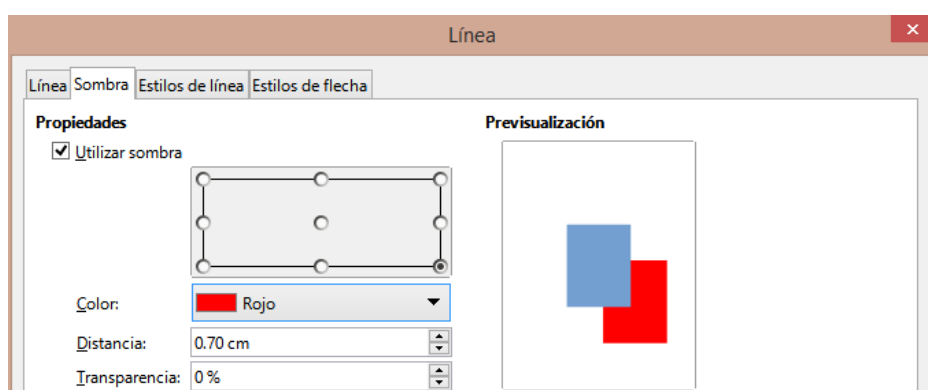 Línea
Línea Sombra Estilos de línea Estilos de flecha
Propiedades
Utilizar sombra
Color: Rojo
Distancia: 0.70 cm
Transparencia: 0 %
Previsualización